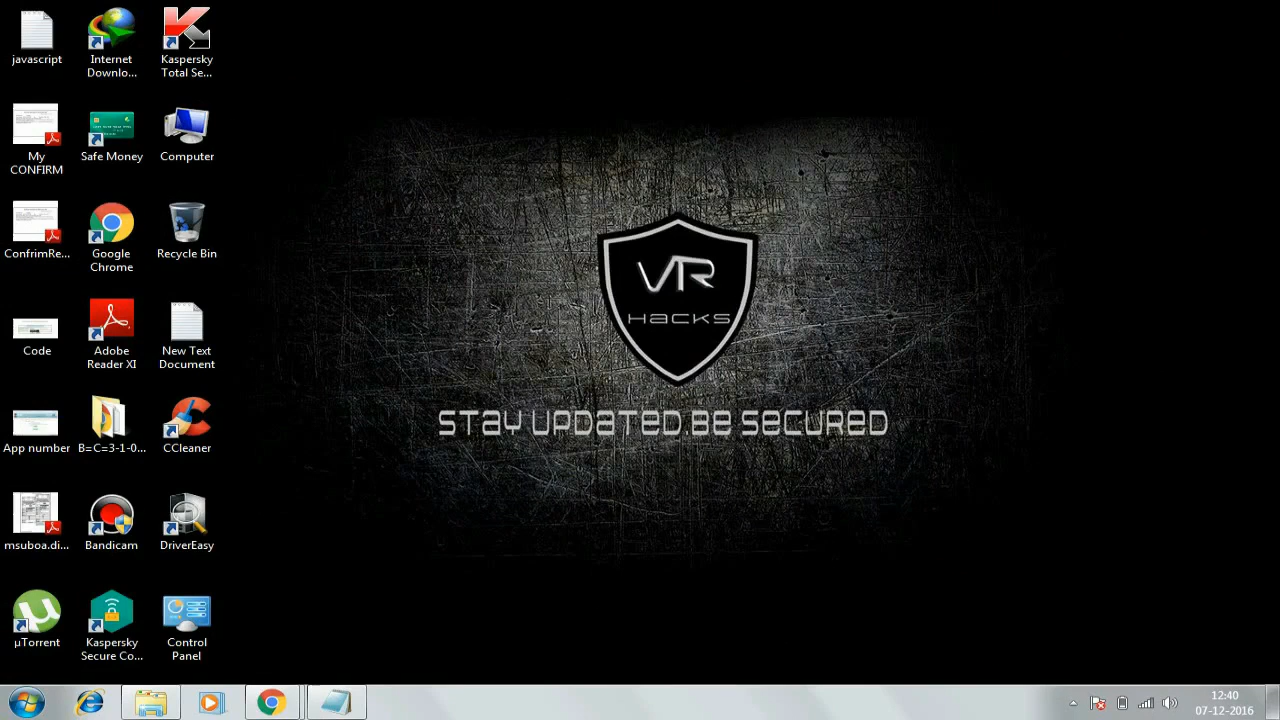 javascript
Internet
Downlo...
Kaspersky
Total Se...
My
CONFIRM
Safe Money
Computer
ConfrimRe...
Google
Chrome
Recycle Bin
Code
Adobe
Reader XI
New Text
Document
App number
B=C=3-1-0...
CCleaner
msuboa.di...
Bandicam
DriverEasy
µTorrent
Kaspersky
Secure Co...
Control
Panel
VR
HACKS
STAY UPDATED. BE SECURED
12:40
07-12-2016